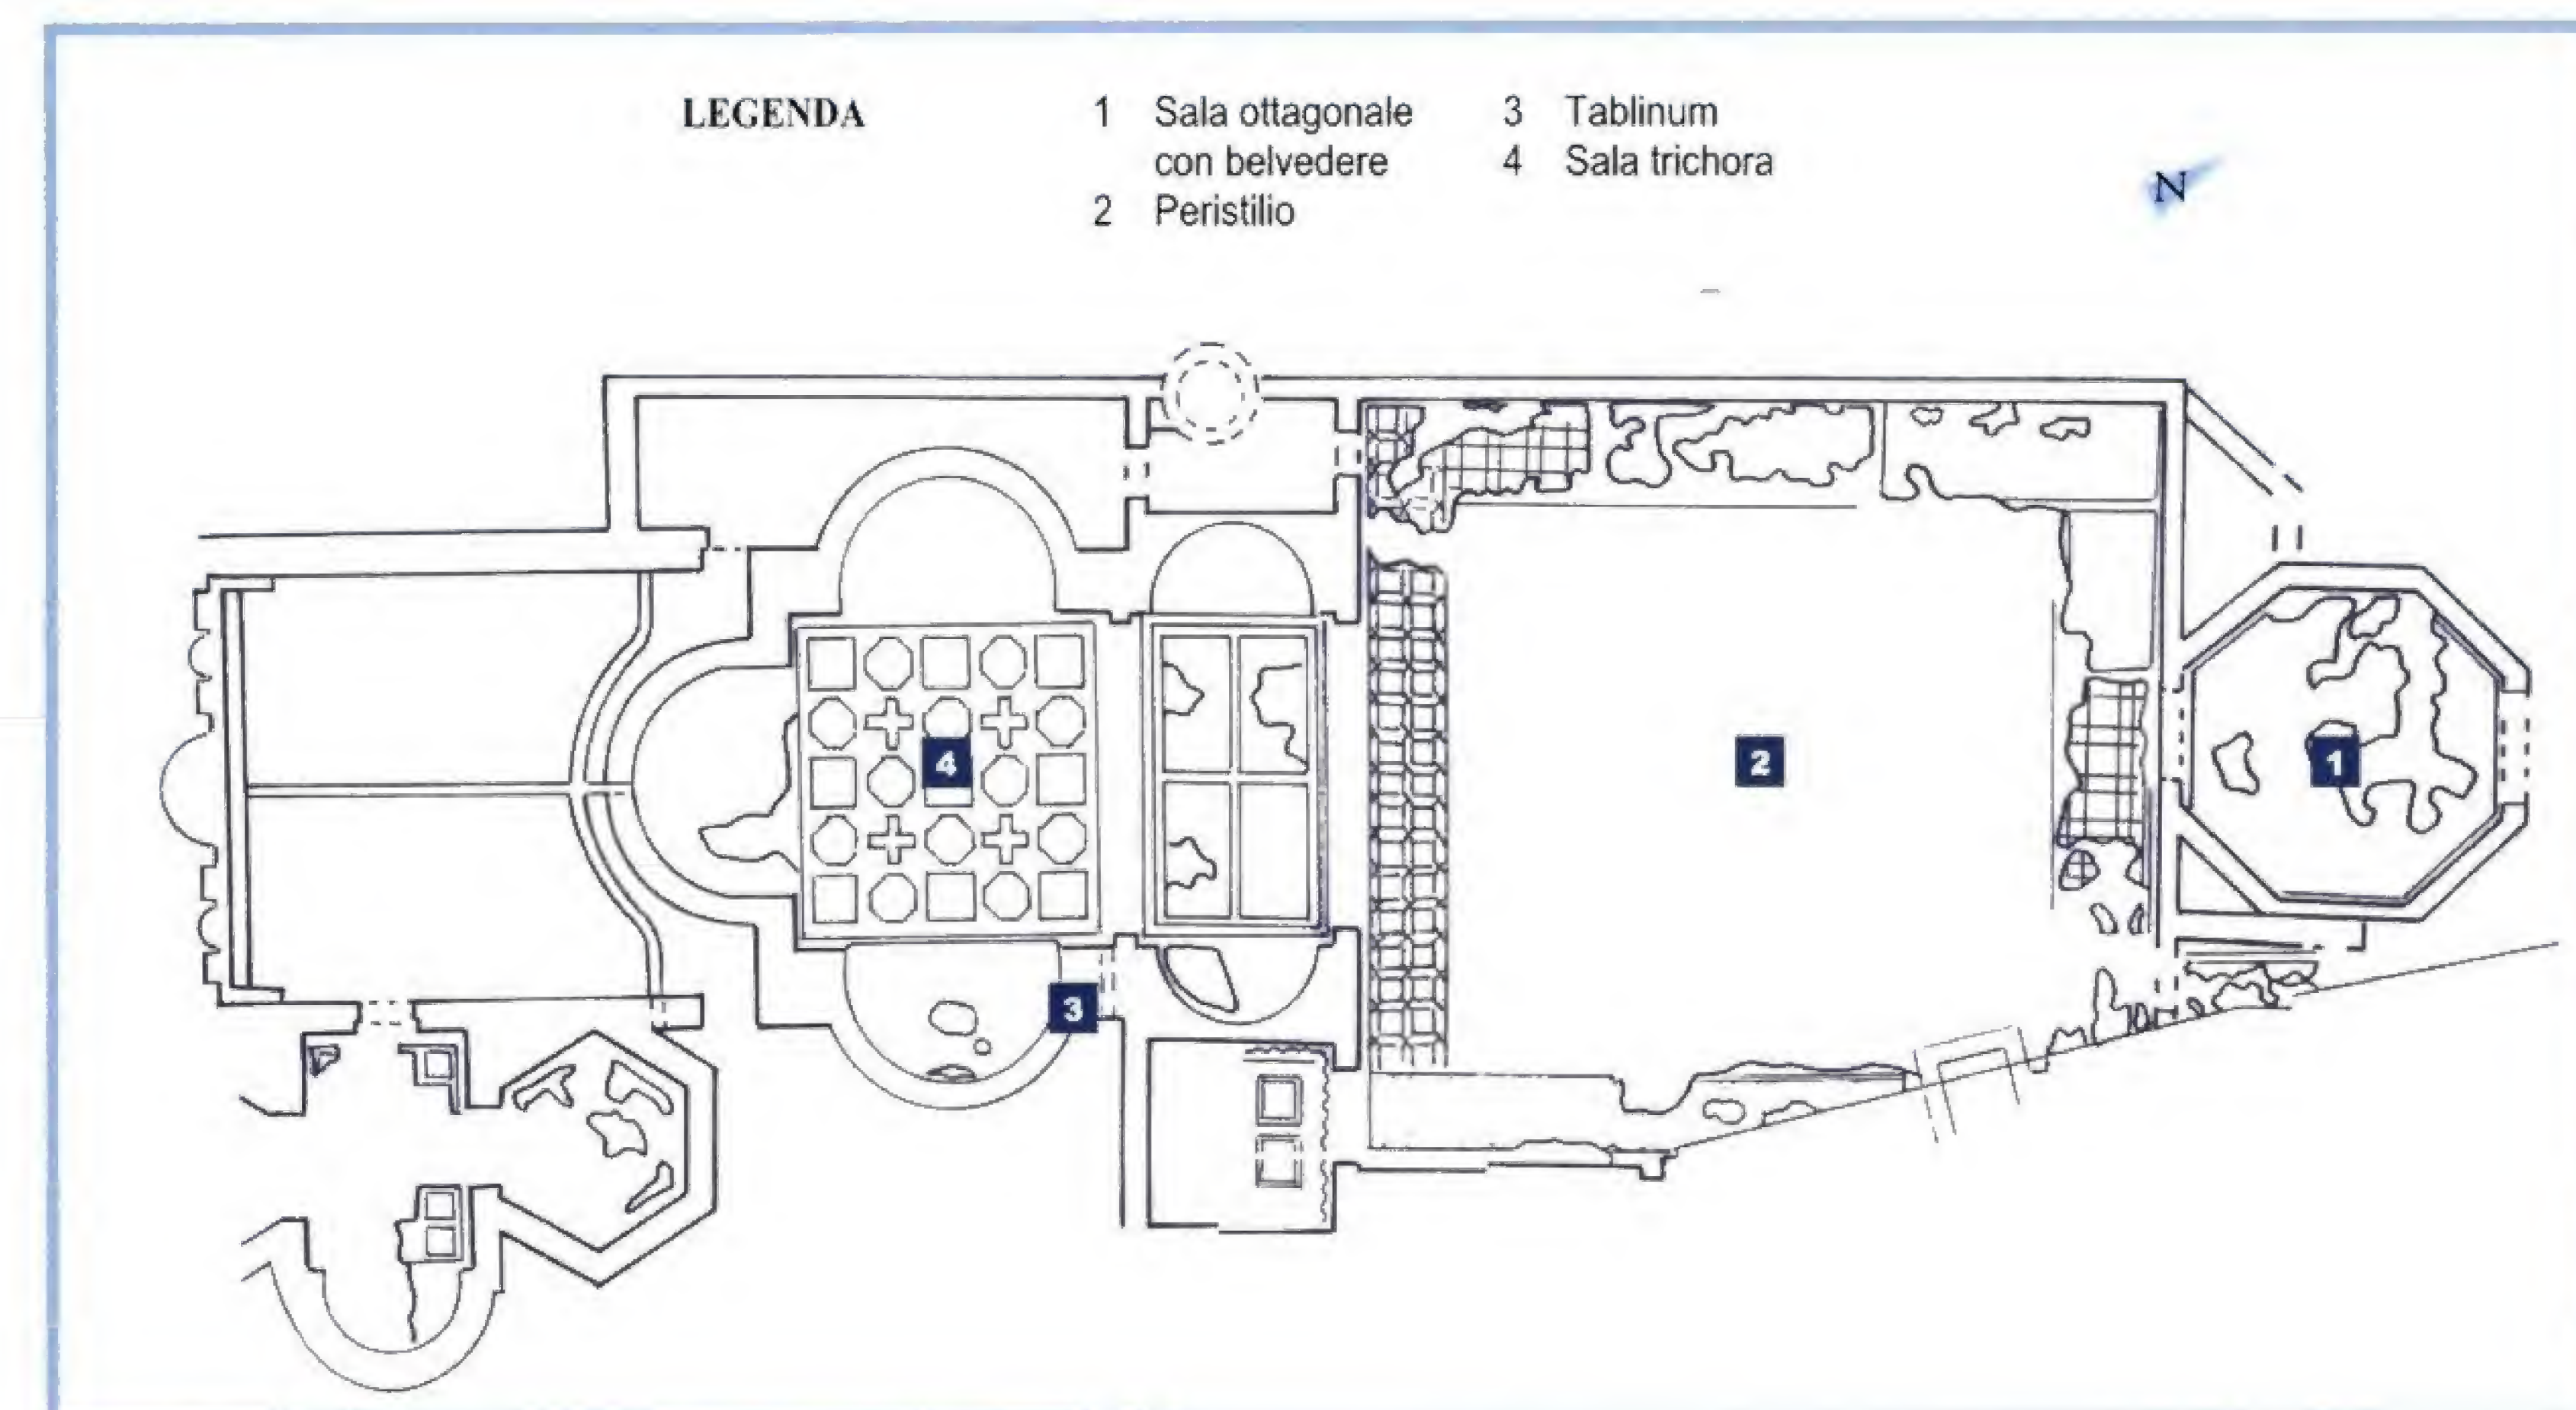 LEGENDA
1 Sala ottagonale
con belvedere
2 Peristilio
3 Tablinum
4 Sala trichora
N
4
2
1
3